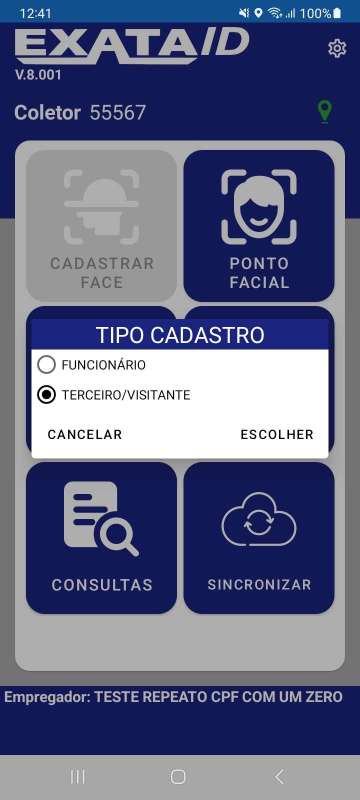 12:41
100%
EXATA ID
V.8.001
Coletor 55567
CADASTRAR
FACE
PONTO
FACIAL
TIPO CADASTRO
FUNCIONÁRIO
TERCEIRO/VISITANTE
CANCELAR
ESCOLHER
CONSULTAS
SINCRONIZAR
Empregador: TESTE REPEATO CPF COM UM ZERO